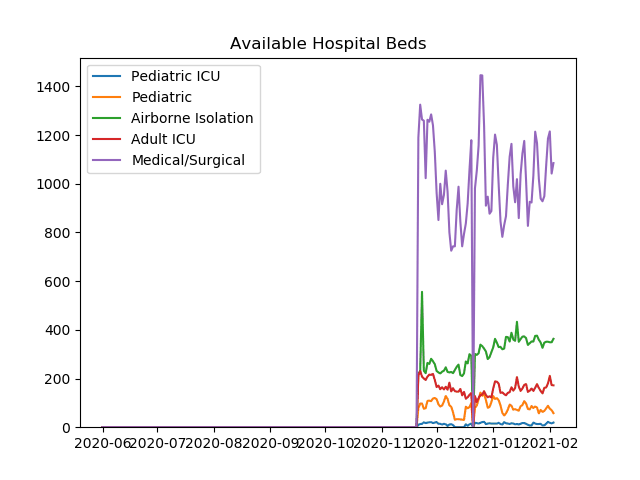 Available Hospital Beds
Pediatric ICU
Pediatric
Airborne Isolation
Adult ICU
Medical/Surgical
1400
1200
1000
800
600
400
200
0
2020-06 2020-07 2020-08 2020-09 2020-10 2020-11 2020-12 2021-01 2021-02